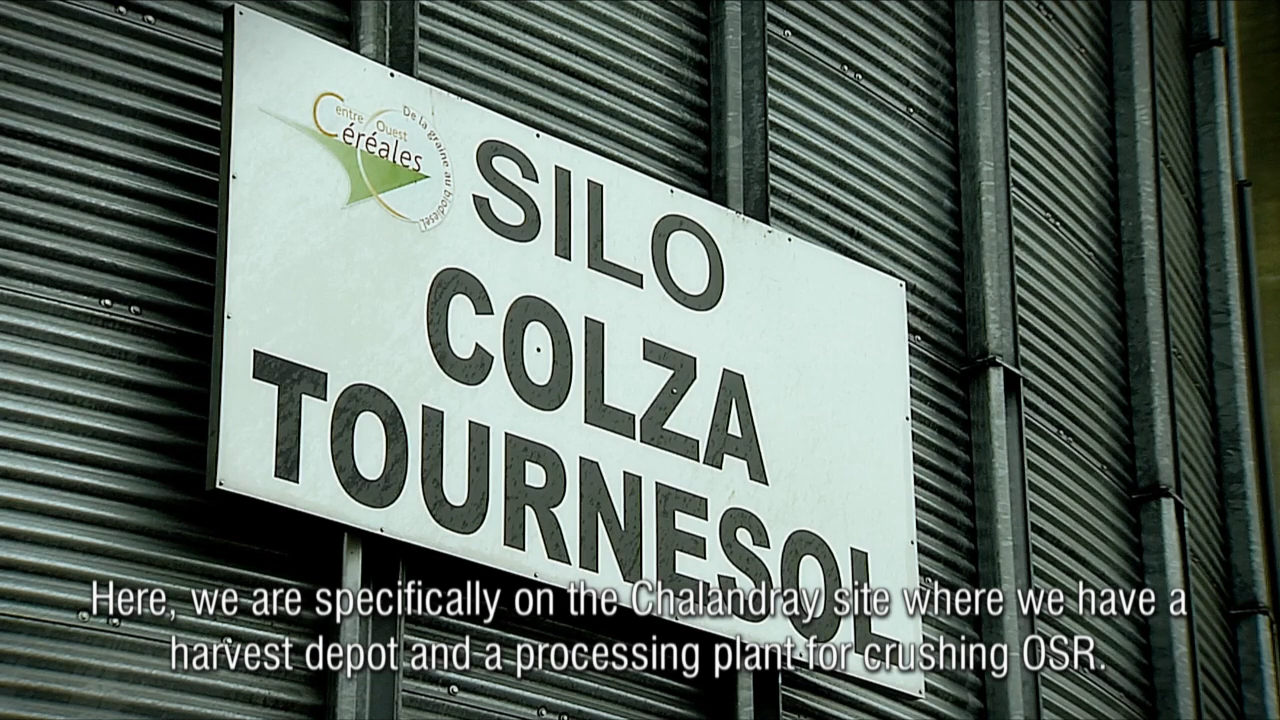 Centre Ouest
Céréales
De la graine au biodiesel
SILO
COLZA
TOURNESOL
Here, we are specifically on the Chalandray site where we have a
harvest depot and a processing plant for crushing OSR.